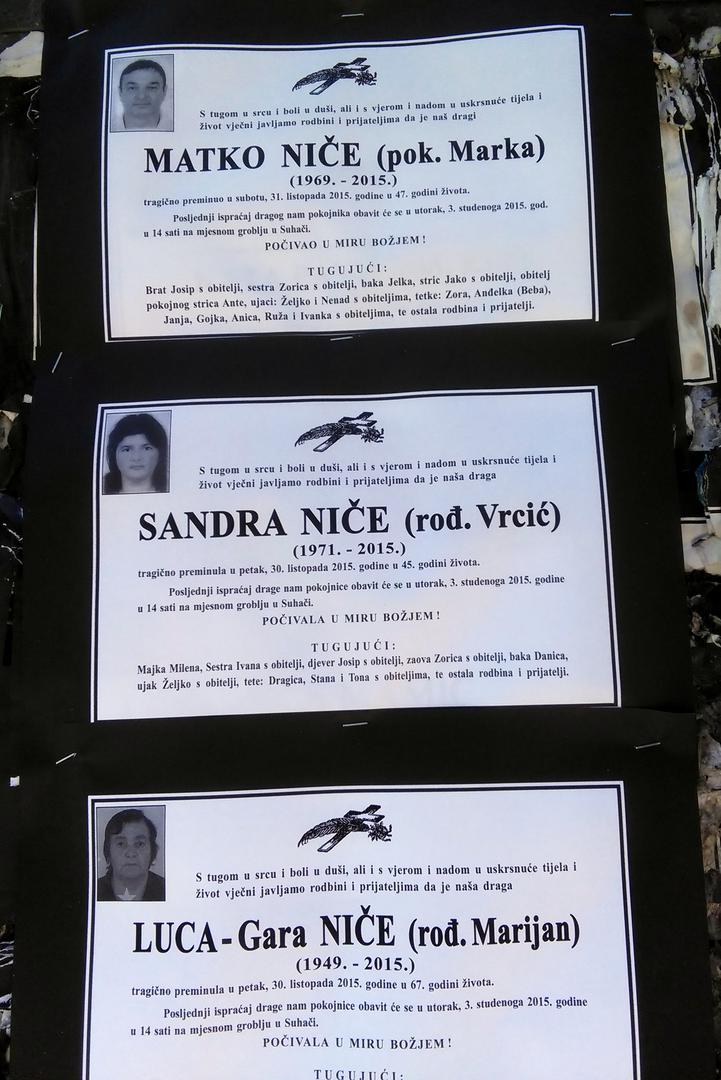 S tugom u srcu i boli u duši, ali i s vjerom i nadom u uskrsnuće tijela i
život vječni javljamo rodbini i prijateljima da je naš dragi
MATKO NIČE (pok. Marka)
(1969. - 2015.)
tragično preminuo u subotu, 31. listopada 2015. godine u 47. godini života.
Posljednji ispraćaj dragog nam pokojnika obavit će se u utorak, 3. studenoga 2015. god.
u 14 sati na mjesnom groblju u Suhači.
POČIVAO U MIRU BOŽJEM!
TUGUJUĆI:
Brat Josip s obitelji, sestra Zorica s obitelji, baka Jelka, stric Jako s obitelji, obitelj
pokojnog strica Ante, ujaci: Željko i Nenad s obiteljima, tetke: Zora, Anđelka (Beba),
Janja, Gojka, Anica, Ruža i Ivanka s obiteljima, te ostala rodbina i prijatelji.
S tugom u srcu i boli u duši, ali i s vjerom i nadom u uskrsnuće tijela i
život vječni javljamo rodbini i prijateljima da je naša draga
SANDRA NIČE (rođ. Vrcić)
(1971. - 2015.)
tragično preminula u petak, 30. listopada 2015. godine u 45. godini života.
Posljednji ispraćaj drage nam pokojnice obavit će se u utorak, 3. studenoga 2015. godine
u 14 sati na mjesnom groblju u Suhači.
POČIVALA U MIRU BOŽJEM!
TUGUJUĆI:
Majka Milena, Sestra Ivana s obitelji, djever Josip s obitelji, zaova Zorica s obitelji, baka Danica,
ujak Željko s obitelji, tete: Dragica, Stana i Tona s obiteljima, te ostala rodbina i prijatelji.
S tugom u srcu i boli u duši, ali i s vjerom i nadom u uskrsnuće tijela i
život vječni javljamo rodbini i prijateljima da je naša draga
LUCA-Gara NIČE (rođ. Marijan)
(1949. - 2015.)
tragično preminula u petak, 30. listopada 2015. godine u 67. godini života.
Posljednji ispraćaj drage nam pokojnice obavit će se u utorak, 3. studenoga 2015. godine
u 14 sati na mjesnom groblju u Suhači.
POČIVALA U MIRU BOŽJEM!
TUGUJUĆI: